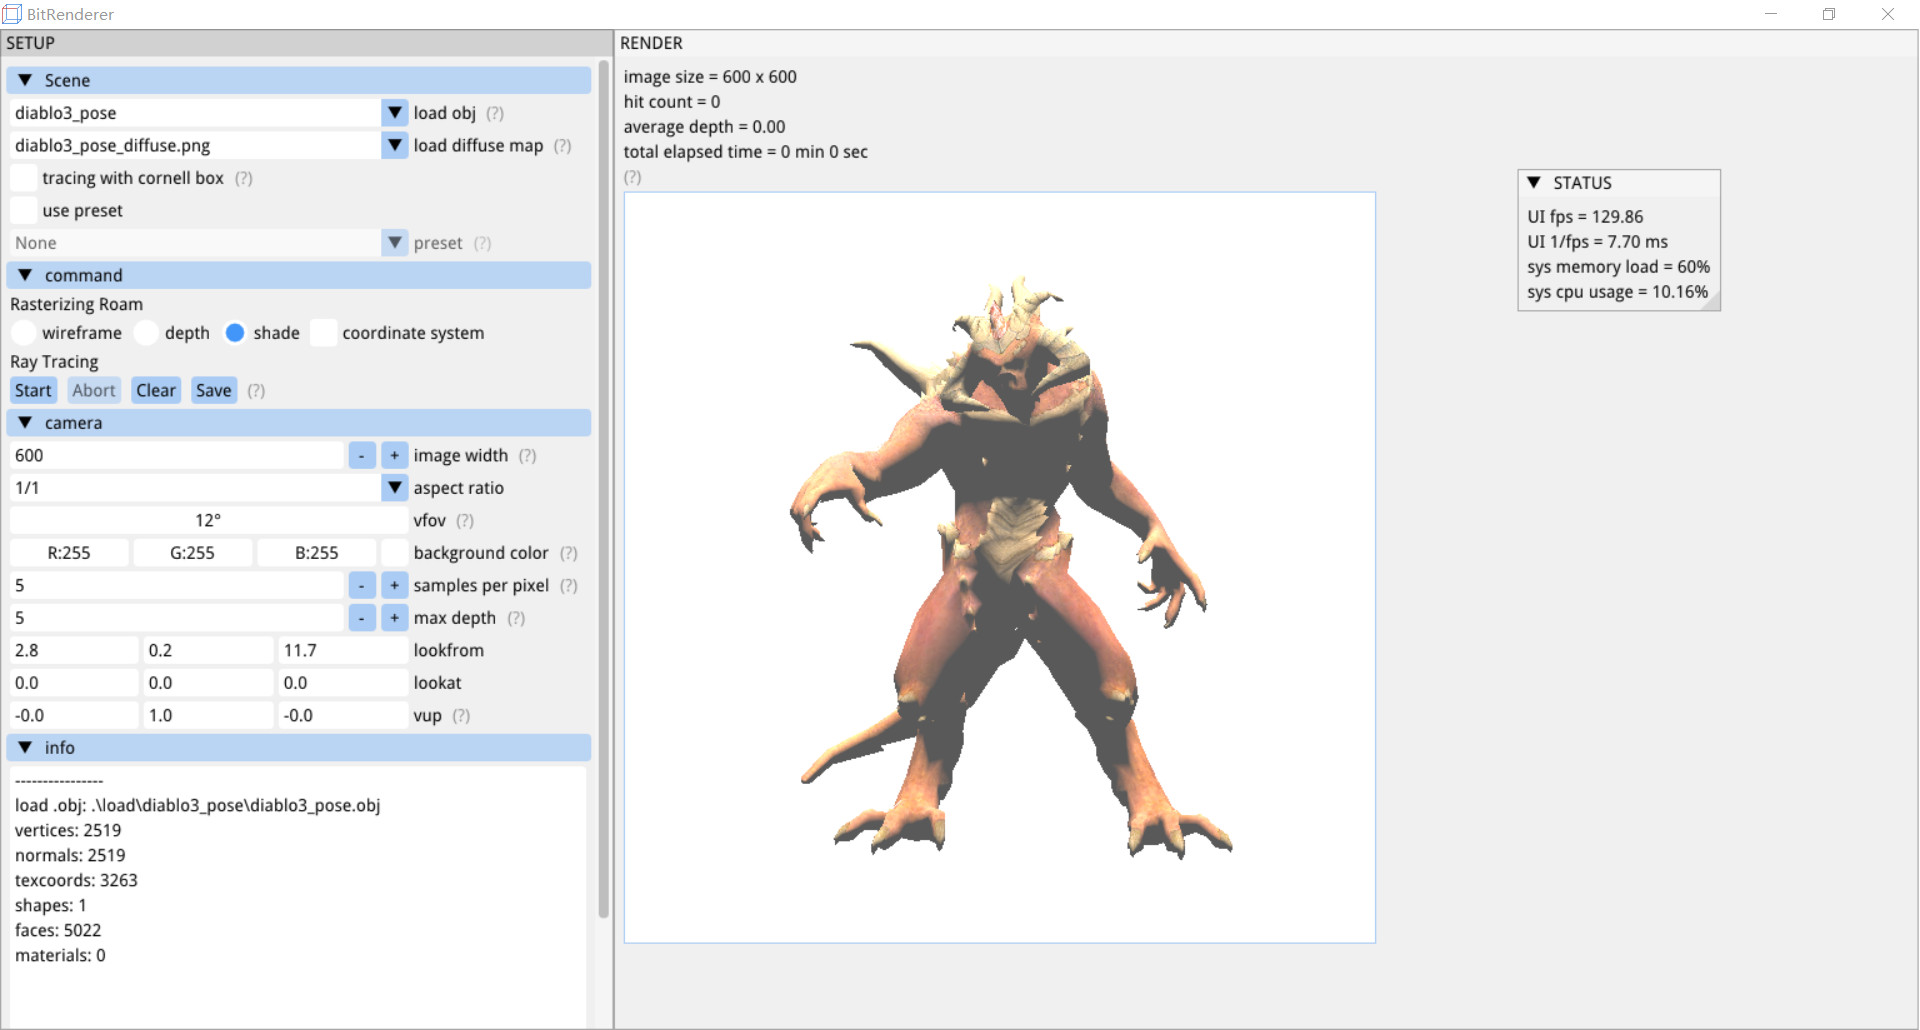 BitRenderer
SETUP
Scene
diablo3_pose load obj (?)
diablo3_pose_diffuse.png load diffuse map (?)
tracing with cornell box (?)
use preset
None preset (?)
command
Rasterizing Roam
wireframe depth shade coordinate system
Ray Tracing
Start Abort Clear Save (?)
camera
600 - + image width (?)
1/1 aspect ratio
12° vfov (?)
R:255 G:255 B:255 background color (?)
5 - + samples per pixel (?)
5 - + max depth (?)
2.8 0.2 11.7 lookfrom
0.0 0.0 0.0 lookat
-0.0 1.0 -0.0 vup (?)
info
----------------
load .obj: .\load\diablo3_pose\diablo3_pose.obj
vertices: 2519
normals: 2519
texcoords: 3263
shapes: 1
faces: 5022
materials: 0
RENDER
image size = 600 x 600
hit count = 0
average depth = 0.00
total elapsed time = 0 min 0 sec
(?)
STATUS
UI fps = 129.86
UI 1/fps = 7.70 ms
sys memory load = 60%
sys cpu usage = 10.16%